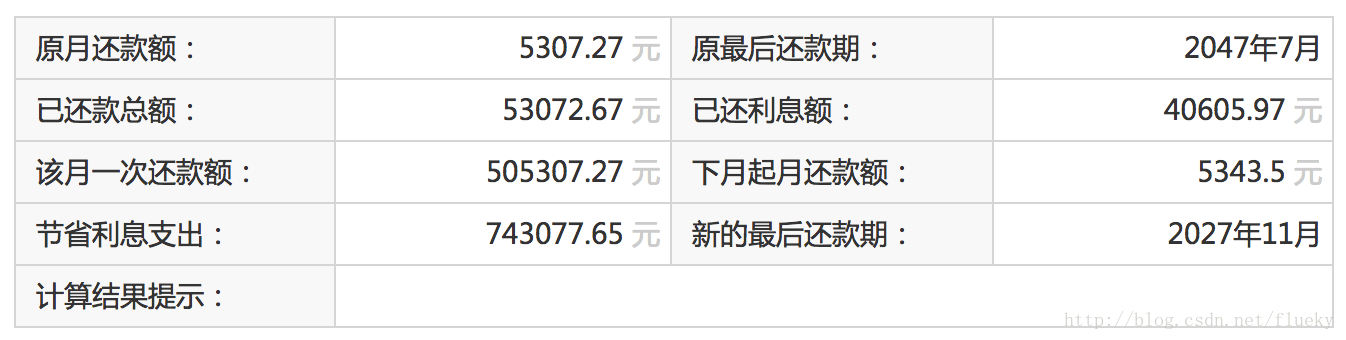 原月还款额： 5307.27 元 原最后还款期： 2047年7月
已还款总额： 53072.67 元 已还利息额： 40605.97 元
该月一次还款额： 505307.27 元 下月起月还款额： 5343.5 元
节省利息支出： 743077.65 元 新的最后还款期： 2027年11月
计算结果提示：
http://blog.csdn.net/flueky